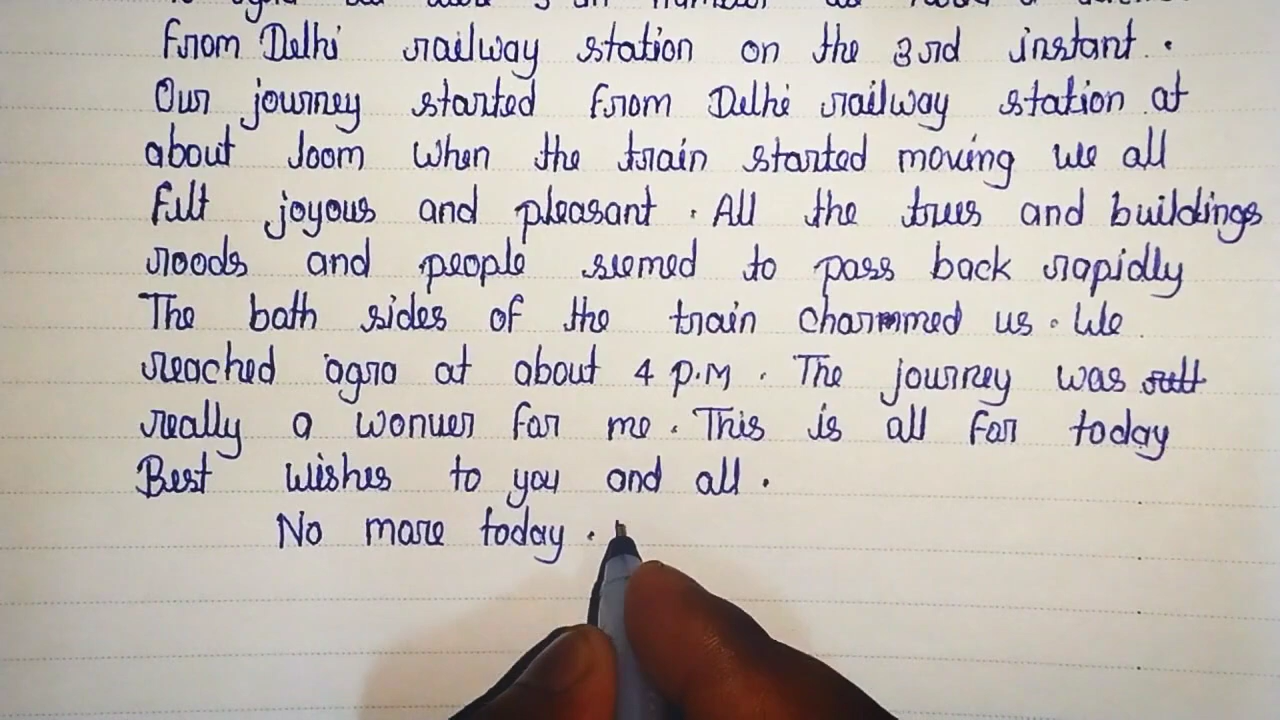 from Delhi railway station on the 3rd instant.
Our journey started from Delhi railway station at
about when the train started moving we all
felt joyous and pleasant. All the trees and buildings
roods and people seemed to pass back rapidly
The both sides of the train charmmed us. We
reached agra at about 4 P.M. The journey was
really a wonuer for me. This is all for today
Best wishes to you and all.
No more today.